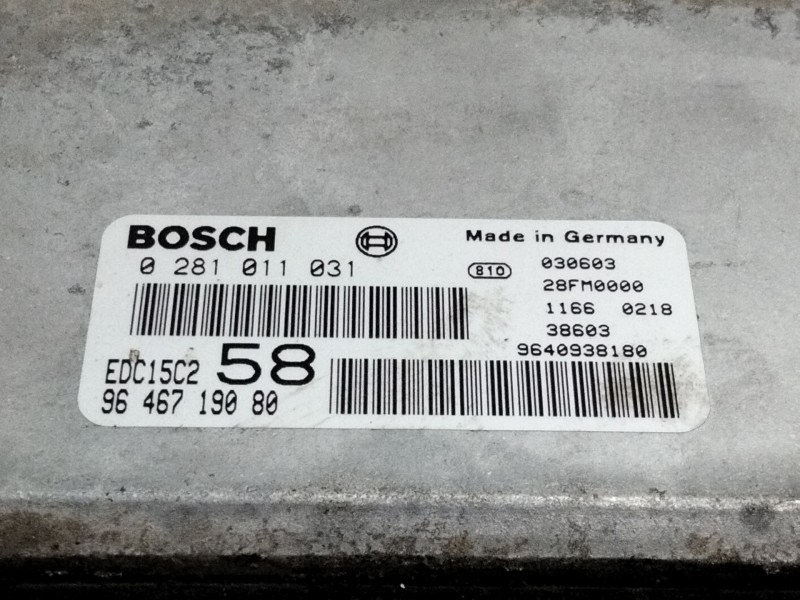 BOSCH
Made in Germany
0 281 011 031
810
030603
28FM0000
1166 0218
38603
9640938180
EDC15C2 58
96 467 190 80